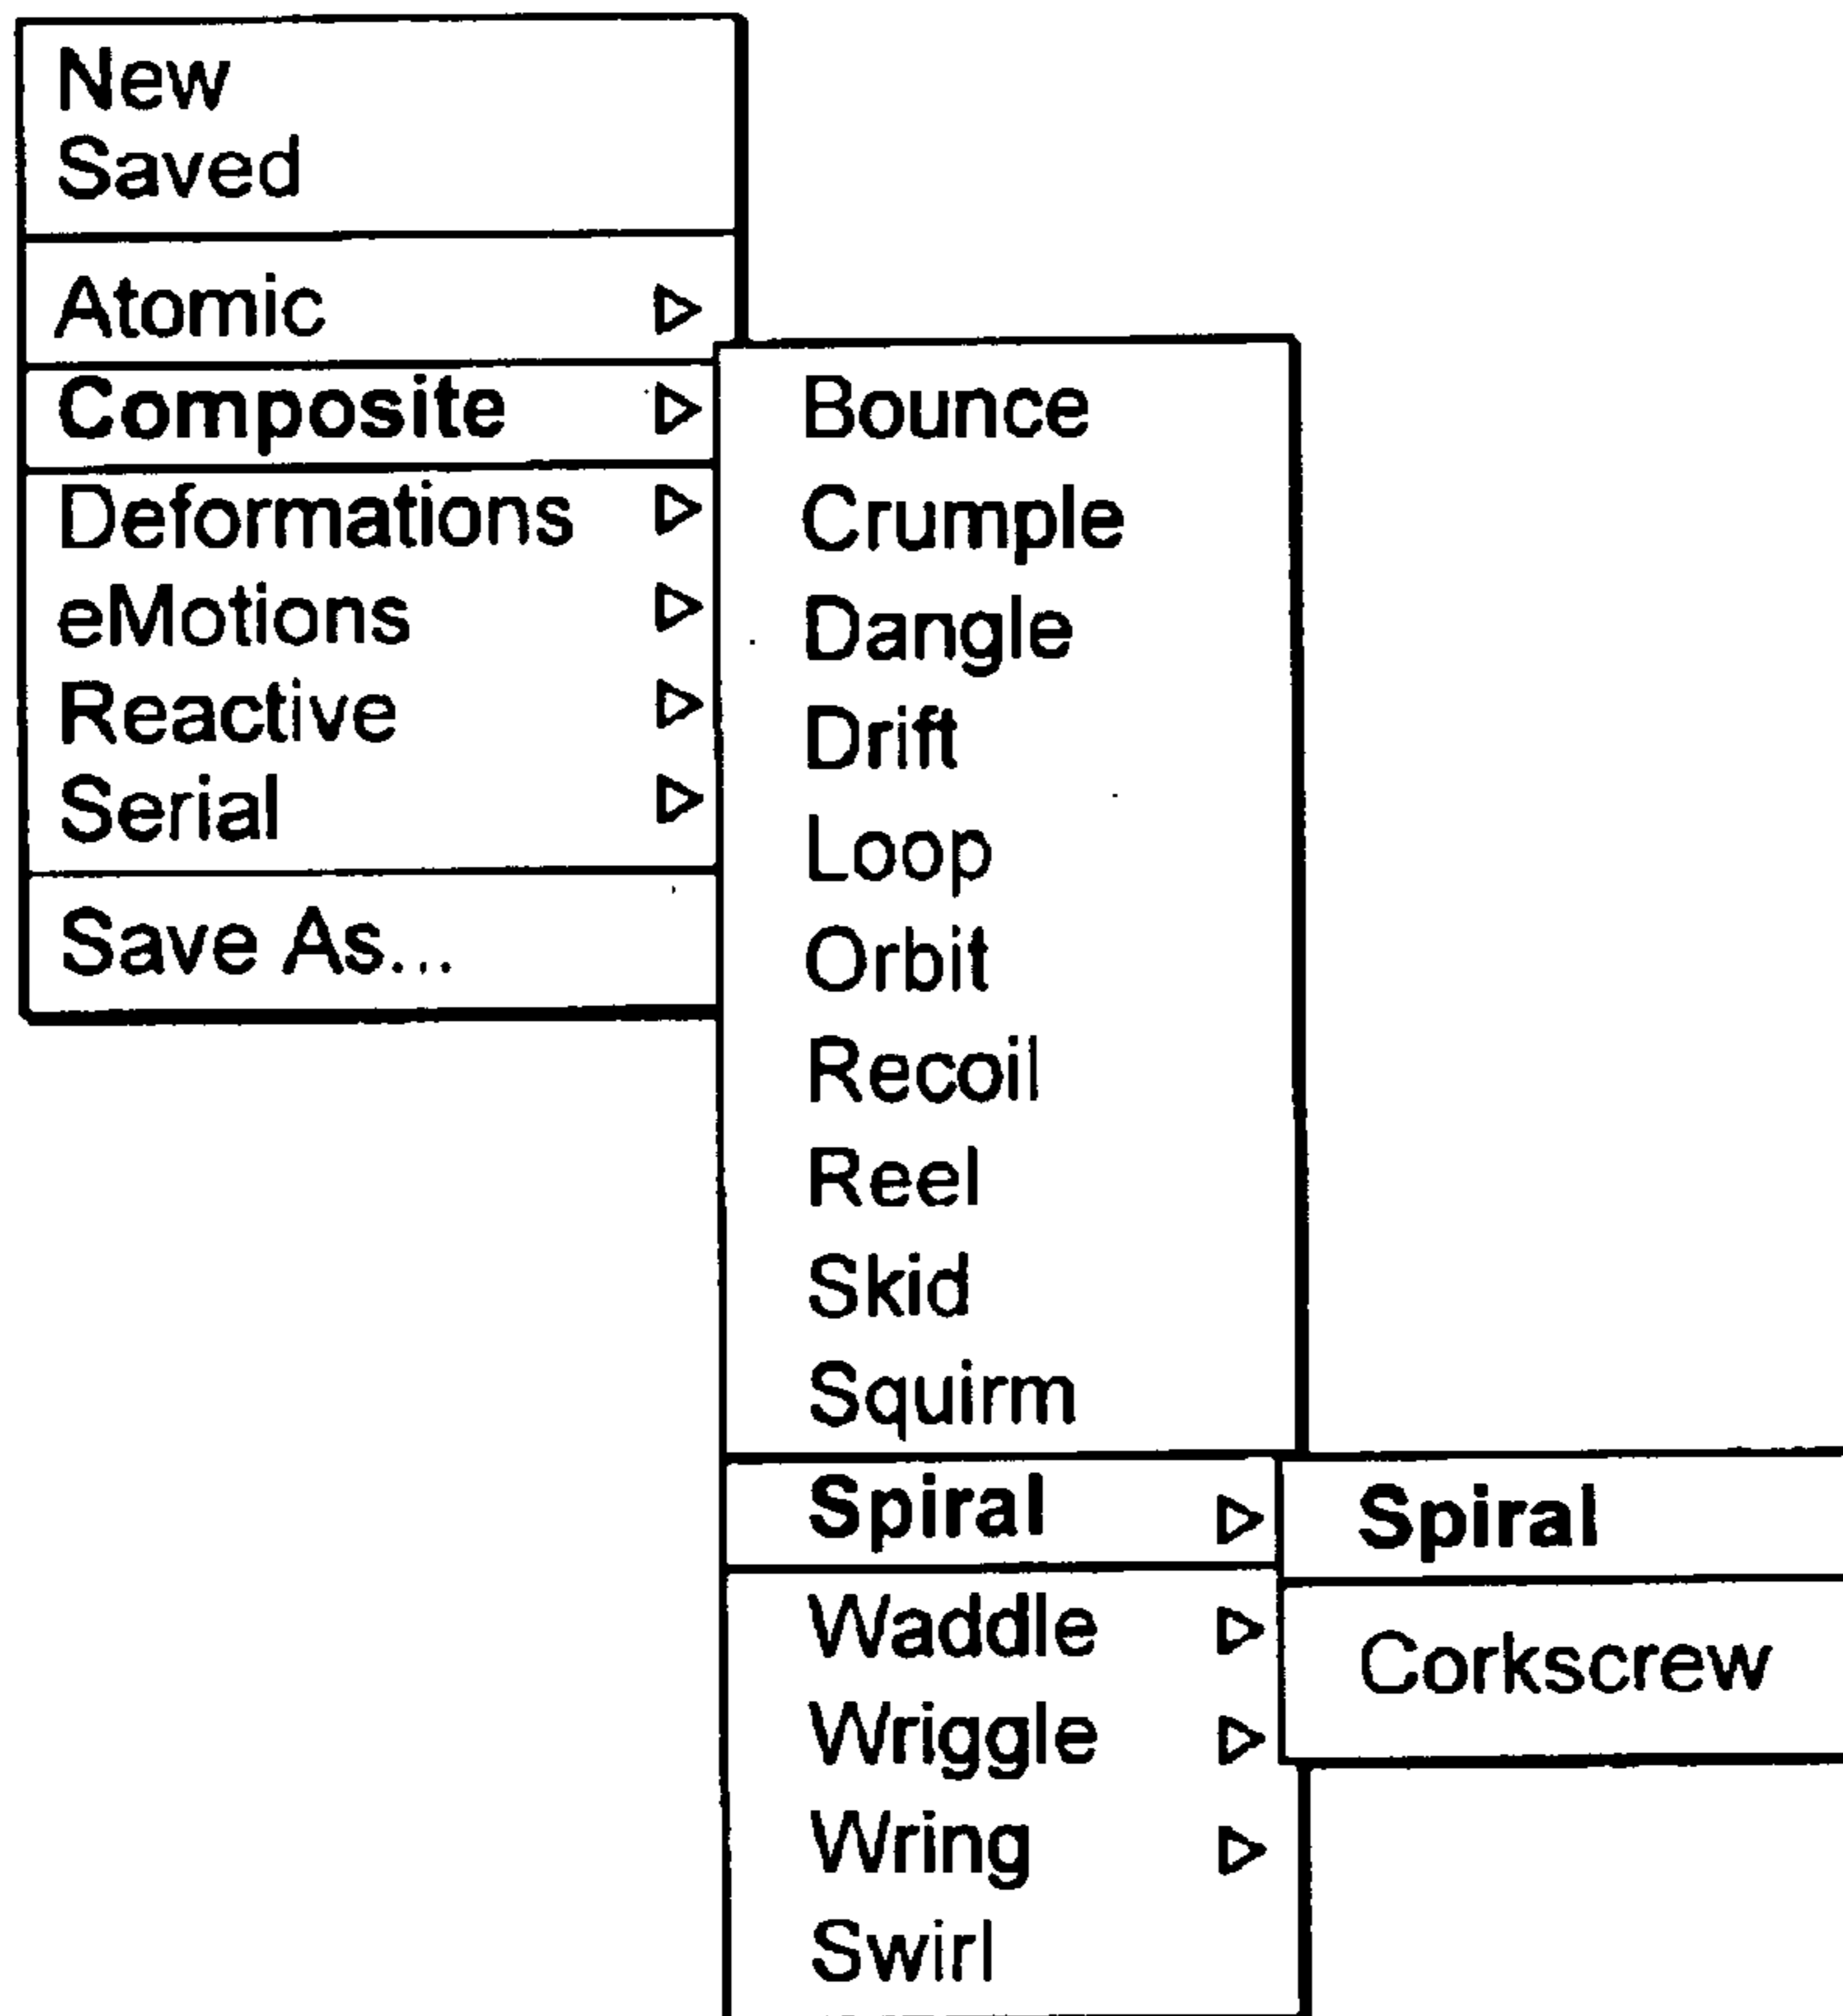 New
Saved
Atomic
Composite
Deformations
eMotions
Reactive
Serial
Save As...
Bounce
Crumple
Dangle
Drift
Loop
Orbit
Recoil
Reel
Skid
Squirm
Spiral
Waddle
Wriggle
Wring
Swirl
Spiral
Corkscrew